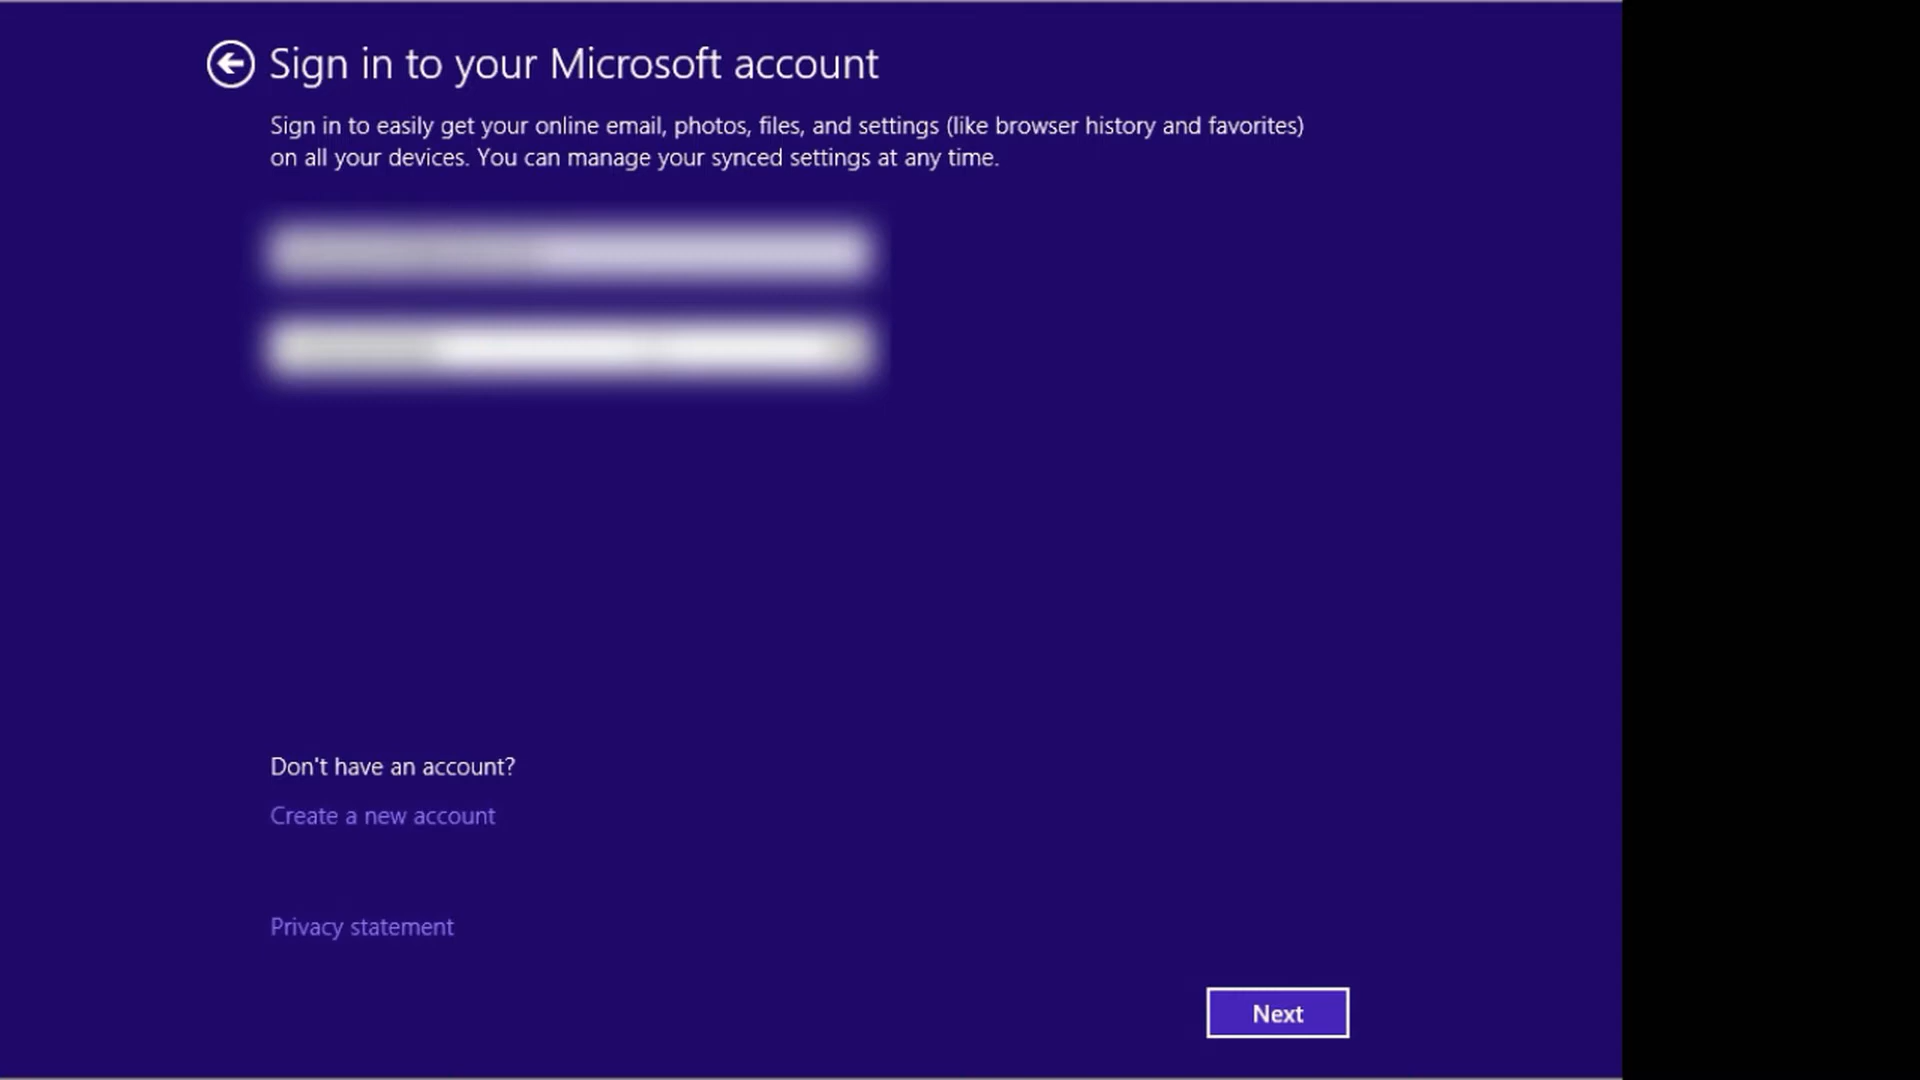 Sign in to your Microsoft account
Sign in to easily get your online email, photos, files, and settings (like browser history and favorites)
on all your devices. You can manage your synced settings at any time.
Don't have an account?
Create a new account
Privacy statement
Next